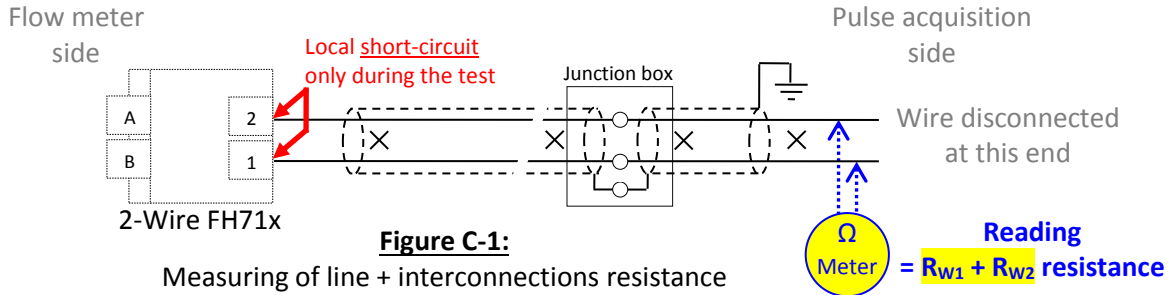 Flow meter
side
Pulse acquisition
side
Local short-circuit
only during the test
Junction box
A
2
B
1
Wire disconnected
at this end
2-Wire FH71x
Figure C-1:
Measuring of line + interconnections resistance
Ω
Meter
Reading
= RW1 + RW2 resistance